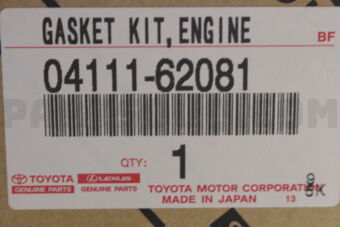 GASKET KIT, ENGINE
BF
04111-62081
QTY: 1
TOYOTA LEXUS
GENUINE PARTS GENUINE PARTS
TOYOTA MOTOR CORPORATION
MADE IN JAPAN 13